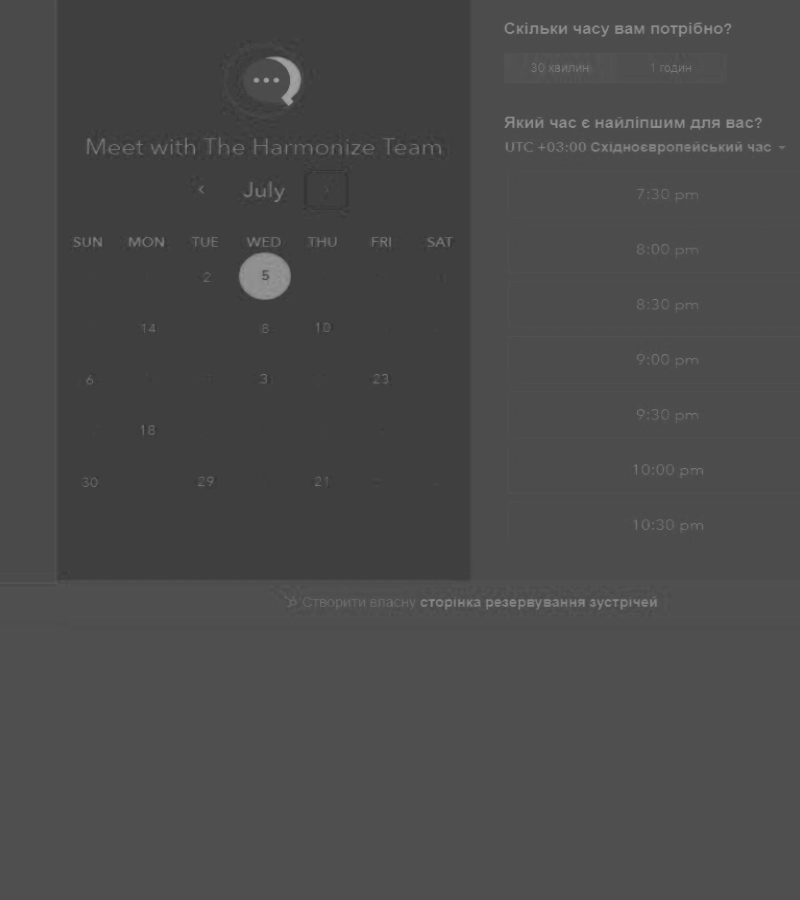 Meet with The Harmonize Team
July
SUN MON TUE WED THU FRI SAT
2 5
14 8 10
6 3 23
18
30 29 21
Скільки часу вам потрібно?
30 хвилин 1 годин
Який час є найліпшим для вас?
UTC +03:00 Східноєвропейський час
7:30 pm
8:00 pm
8:30 pm
9:00 pm
9:30 pm
10:00 pm
10:30 pm
Створити власну сторінка резервування зустрічей